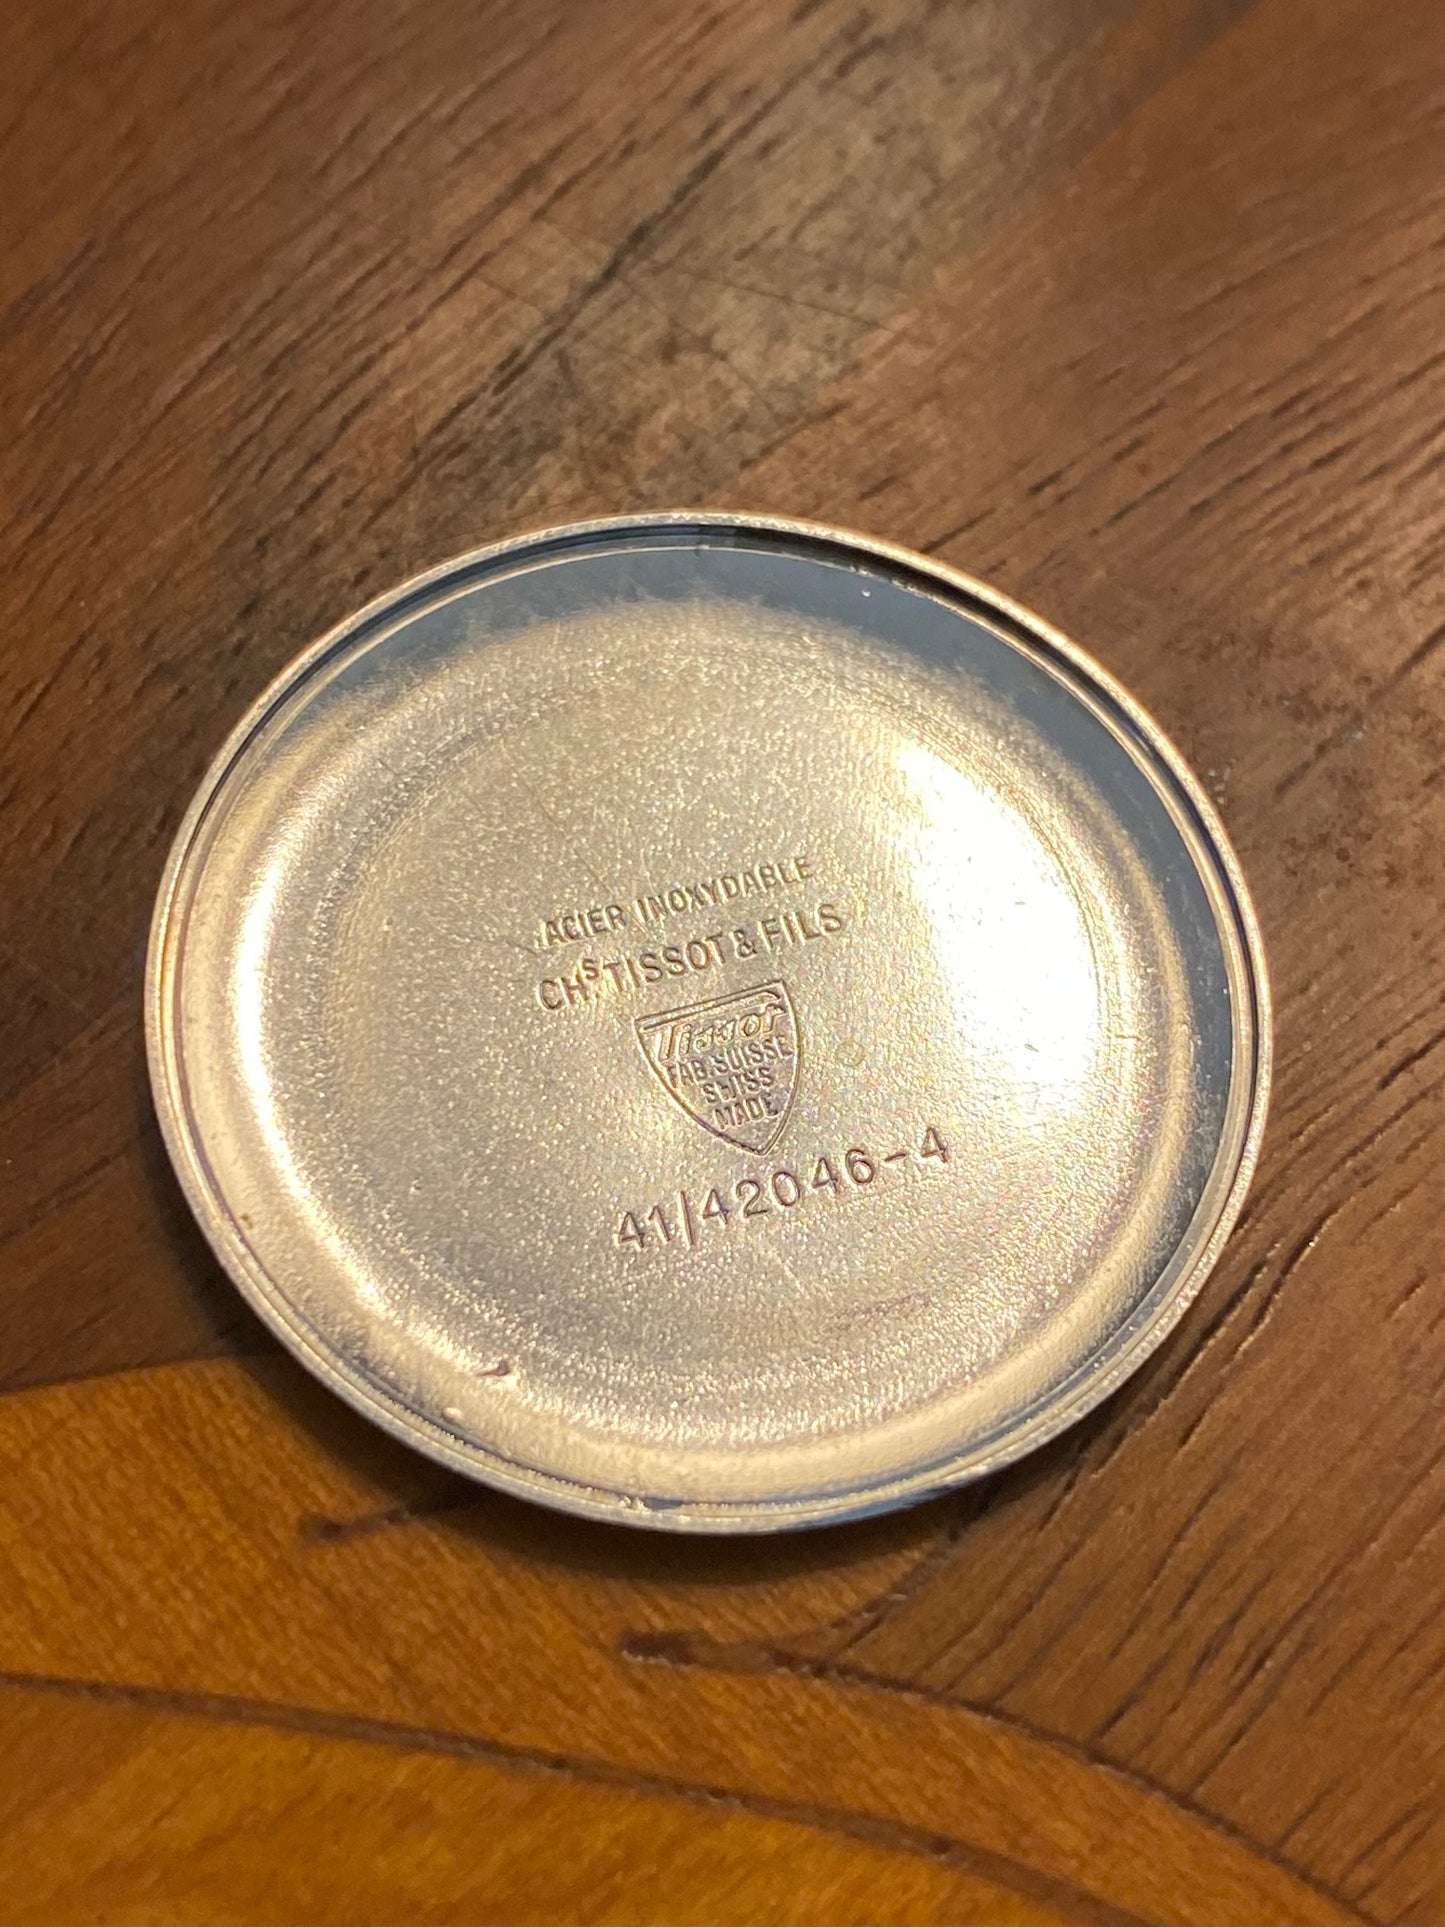 ACIER INOXYDABLE
CHS TISSOT & FILS
Tissot
FAB. SUISSE
SWISS
MADE
41/42046-4